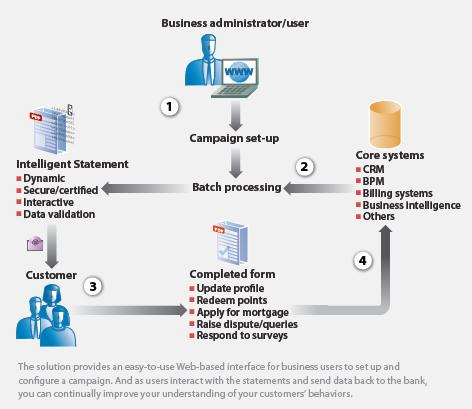 Business administrator/user
WWW
1
Campaign set-up
PDF
Intelligent Statement
Dynamic
Secure/certified
Interactive
Data validation
2
Batch processing
Core systems
CRM
BPM
Billing systems
Business intelligence
Others
Customer
3
PDF
Completed form
Update profile
Redeem points
Apply for mortgage
Raise dispute/queries
Respond to surveys
4
The solution provides an easy-to-use Web-based interface for business users to set up and
configure a campaign. And as users interact with the statements and send data back to the bank,
you can continually improve your understanding of your customers' behaviors.